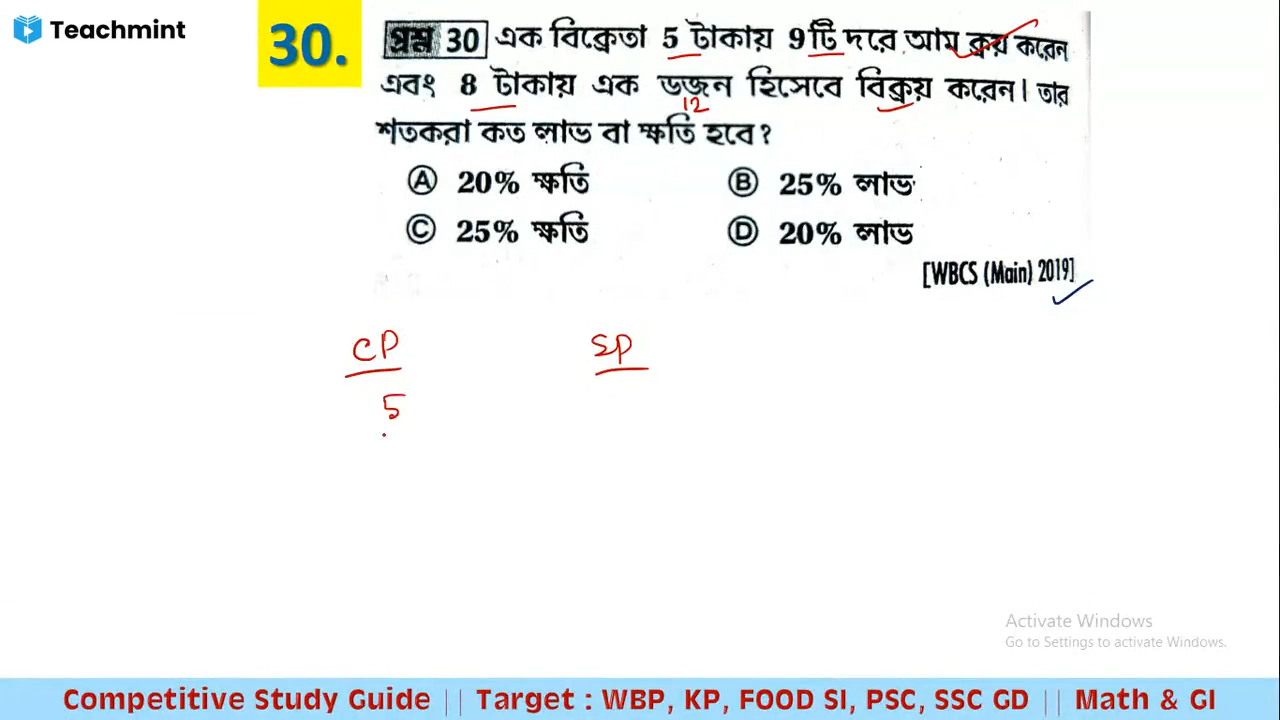 Teachmint
30.
প্রশ্ন 30 এক বিক্রেতা 5 টাকায় 9টি দরে আম ক্রয় করেন
এবং 8 টাকায় এক ডজন হিসেবে বিক্রয় করেন। তার
12
শতকরা কত লাভ বা ক্ষতি হবে?
Ⓐ 20% ক্ষতি Ⓑ 25% লাভ
Ⓒ 25% ক্ষতি Ⓓ 20% লাভ
[WBCS (Main) 2019]
CP SP
5
Activate Windows
Go to Settings to activate Windows.
Competitive Study Guide || Target : WBP, KP, FOOD SI, PSC, SSC GD || Math & GI